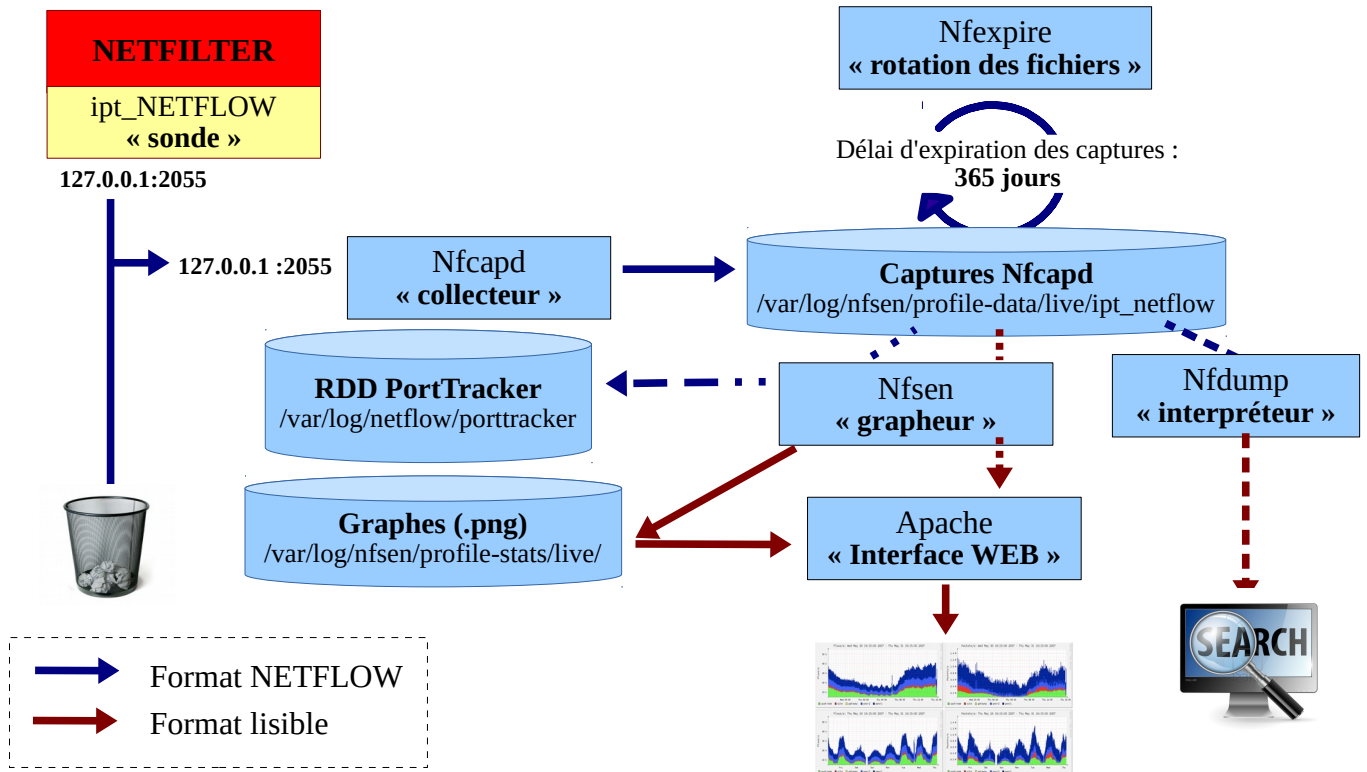 NETFILTER
ipt_NETFLOW
« sonde »
127.0.0.1:2055
Nfexpire
« rotation des fichiers »
Délai d'expiration des captures :
365 jours
127.0.0.1 :2055
Nfcapd
« collecteur »
Captures Nfcapd
/var/log/nfsen/profile-data/live/ipt_netflow
RDD PortTracker
/var/log/netflow/porttracker
Nfsen
« grapheur »
Nfdump
« interpréteur »
Graphes (.png)
/var/log/nfsen/profile-stats/live/
Apache
« Interface WEB »
SEARCH
Format NETFLOW
Format lisible